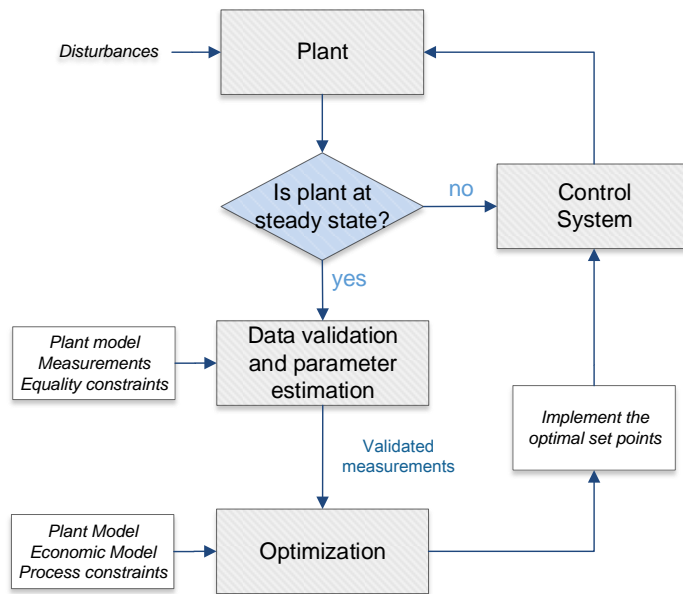 Disturbances
Plant
Is plant at
steady state?
no
Control
System
yes
Plant model
Measurements
Equality constraints
Data validation
and parameter
estimation
Implement the
optimal set points
Validated
measurements
Plant Model
Economic Model
Process constraints
Optimization